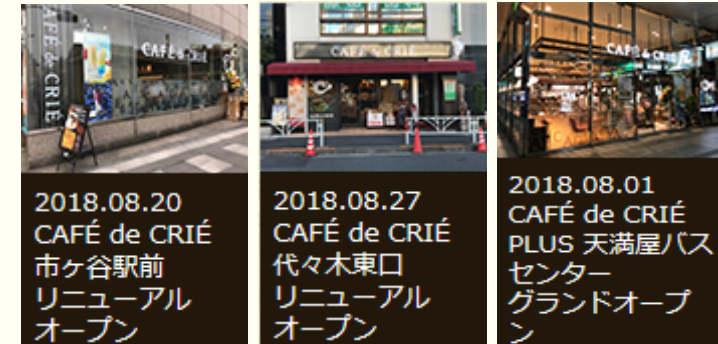 CAFÉ de CRIÉ
CAFÉ de CRIÉ
2018.08.20
CAFÉ de CRIÉ
市ヶ谷駅前
リニューアル
オープン
CAFÉ de CRIÉ
2018.08.27
CAFÉ de CRIÉ
代々木東口
リニューアル
オープン
CAFÉ de CRIÉ
2018.08.01
CAFÉ de CRIÉ
PLUS 天満屋バス
センター
グランドオープ
ン